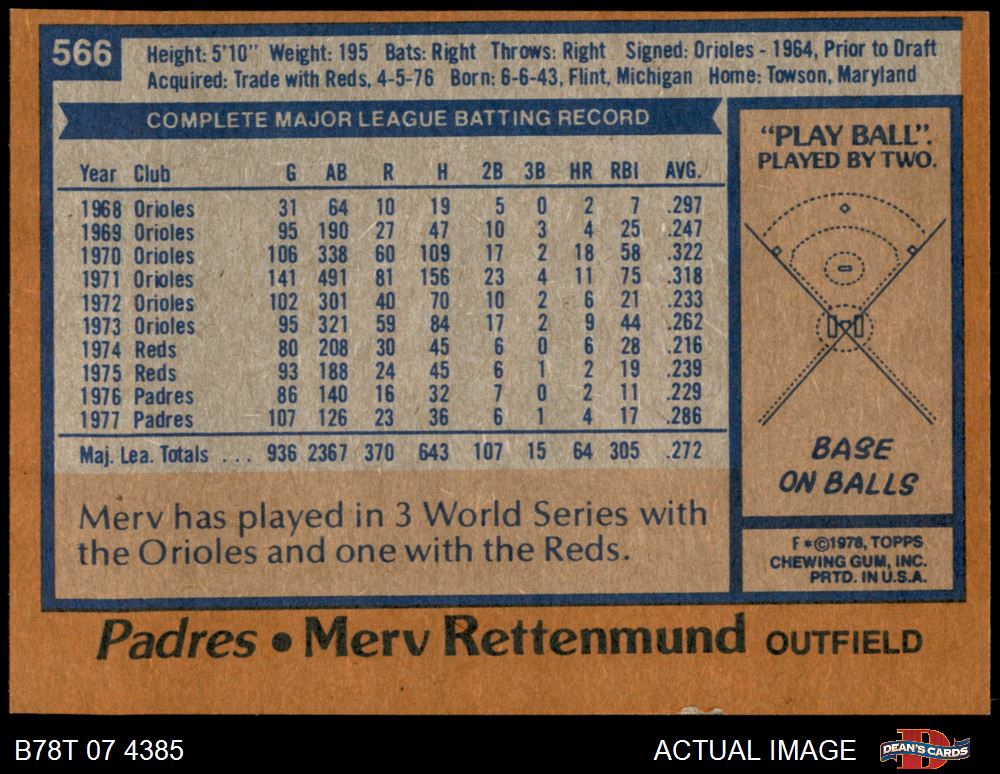 566
Height: 5'10" Weight: 195 Bats: Right Throws: Right Signed: Orioles - 1964, Prior to Draft
Acquired: Trade with Reds, 4-5-76 Born: 6-6-43, Flint, Michigan Home: Towson, Maryland
COMPLETE MAJOR LEAGUE BATTING RECORD
Year Club G AB R H 2B 3B HR RBI AVG.
1968 Orioles 31 64 10 19 5 0 2 7 .297
1969 Orioles 95 190 27 47 10 3 4 25 .247
1970 Orioles 106 338 60 109 17 2 18 58 .322
1971 Orioles 141 491 81 156 23 4 11 75 .318
1972 Orioles 102 301 40 70 10 2 6 21 .233
1973 Orioles 95 321 59 84 17 2 9 44 .262
1974 Reds 80 208 30 45 6 0 6 28 .216
1975 Reds 93 188 24 45 6 1 2 19 .239
1976 Padres 86 140 16 32 7 0 2 11 .229
1977 Padres 107 126 23 36 6 1 4 17 .286
Maj. Lea. Totals ... 936 2367 370 643 107 15 64 305 .272
Merv has played in 3 World Series with
the Orioles and one with the Reds.
"PLAY BALL".
PLAYED BY TWO.
BASE
ON BALLS
F*©1978, TOPPS
CHEWING GUM, INC.
PRTD. IN U.S.A.
Padres • Merv Rettenmund OUTFIELD
B78T 07 4385
ACTUAL IMAGE
DEAN'S CARDS